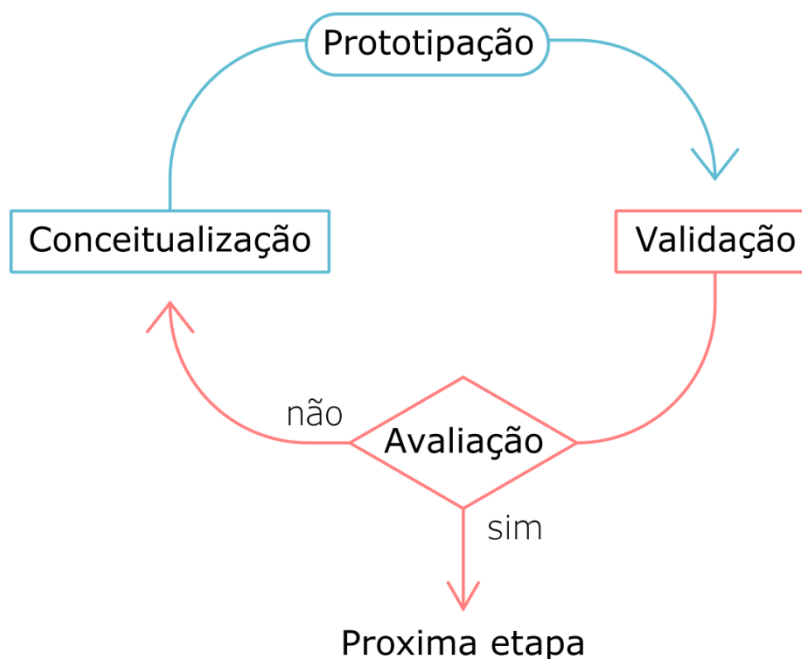 Prototipação
Conceitualização
Validação
não
Avaliação
sim
Proxima etapa